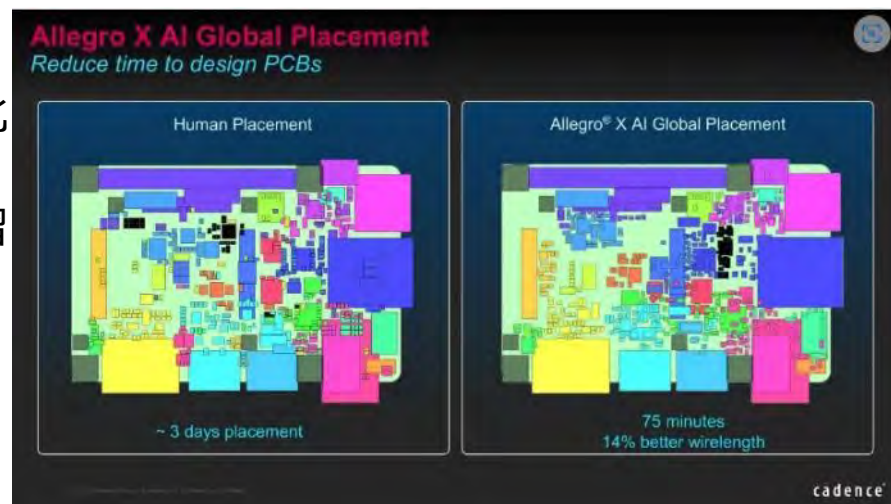 Allegro X AI Global Placement
Reduce time to design PCBs
Human Placement
Allegro® X AI Global Placement
~ 3 days placement
75 minutes
14% better wirelength
cadence